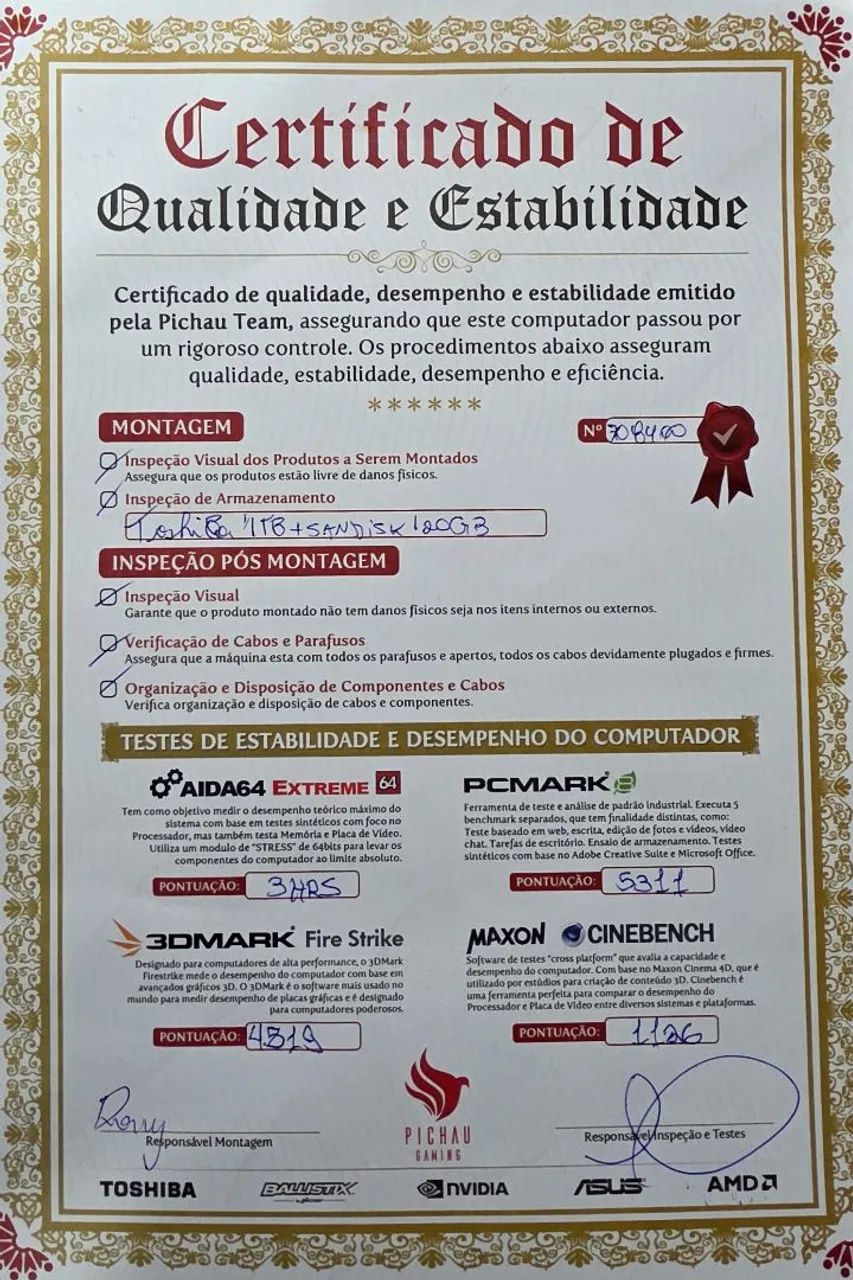 Certificado de
Qualidade e Estabilidade
Certificado de qualidade, desempenho e estabilidade emitido
pela Pichau Team, assegurando que este computador passou por
um rigoroso controle. Os procedimentos abaixo asseguram
qualidade, estabilidade, desempenho e eficiência.
******
MONTAGEM
Nº 708400
Inspeção Visual dos Produtos a Serem Montados
Assegura que os produtos estão livre de danos físicos.
Inspeção de Armazenamento
Toshiba 1TB + SANDISK 120GB
INSPEÇÃO PÓS MONTAGEM
Inspeção Visual
Garante que o produto montado não tem danos físicos seja nos itens internos ou externos.
Verificação de Cabos e Parafusos
Assegura que a máquina esta com todos os parafusos e apertos, todos os cabos devidamente plugados e firmes.
Organização e Disposição de Componentes e Cabos
Verifica organização e disposição de cabos e componentes.
TESTES DE ESTABILIDADE E DESEMPENHO DO COMPUTADOR
AIDA64 EXTREME 64
Tem como objetivo medir o desempenho teórico máximo do
sistema com base em testes sintéticos com foco no
Processador, mas também testa Memória e Placa de Vídeo.
Utiliza um modulo de "STRESS" de 64bits para levar os
componentes do computador ao limite absoluto.
PONTUAÇÃO: 3HRS
PCMARK 8
Ferramenta de teste e análise de padrão industrial. Executa 5
benchmark separados, que tem finalidade distintas, como:
Teste baseado em web, escrita, edição de fotos e vídeos, vídeo
chat. Tarefas de escritório. Ensaio de armazenamento. Testes
sintéticos com base no Adobe Creative Suite e Microsoft Office.
PONTUAÇÃO: 5311
3DMARK Fire Strike
Designado para computadores de alta performance, o 3DMark
Firestrike mede o desempenho do computador com base em
avançados gráficos 3D. O 3DMark é o software mais usado no
mundo para medir desempenho de placas gráficas e é designado
para computadores poderosos.
PONTUAÇÃO: 4319
MAXON CINEBENCH
Software de testes "cross platform" que avalia a capacidade e
desempenho do computador. Com base no Maxon Cinema 4D, que é
utilizado por estúdios para criação de conteúdo 3D. Cinebench é
uma ferramenta perfeita para comparar o desempenho do
Processador e Placa de Vídeo entre diversos sistemas e plataformas.
PONTUAÇÃO: 1126
Responsável Montagem
PICHAU
GAMING
Responsável Inspeção e Testes
TOSHIBA BALLISTIX NVIDIA ASUS AMD